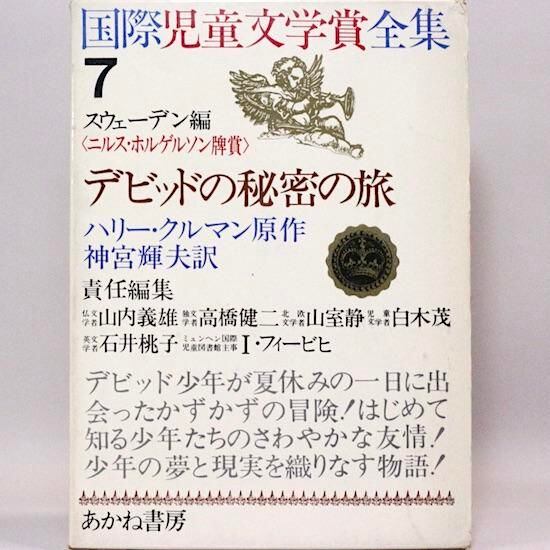 国際児童文学賞全集
7
スウェーデン編
〈ニルス・ホルゲルソン牌賞〉
デビッドの秘密の旅
ハリー・クルマン原作
神宮輝夫訳
責任編集
仏文学者 山内義雄 独文学者 高橋健二 北欧文学者 山室静 児童文学者 白木茂
英文学者 石井桃子 ミュンヘン国際児童図書館主事 I・フィービヒ
デビッド少年が夏休みの一日に出
会ったかずかずの冒険!はじめて
知る少年たちのさわやかな友情!
少年の夢と現実を織りなす物語!
あかね書房